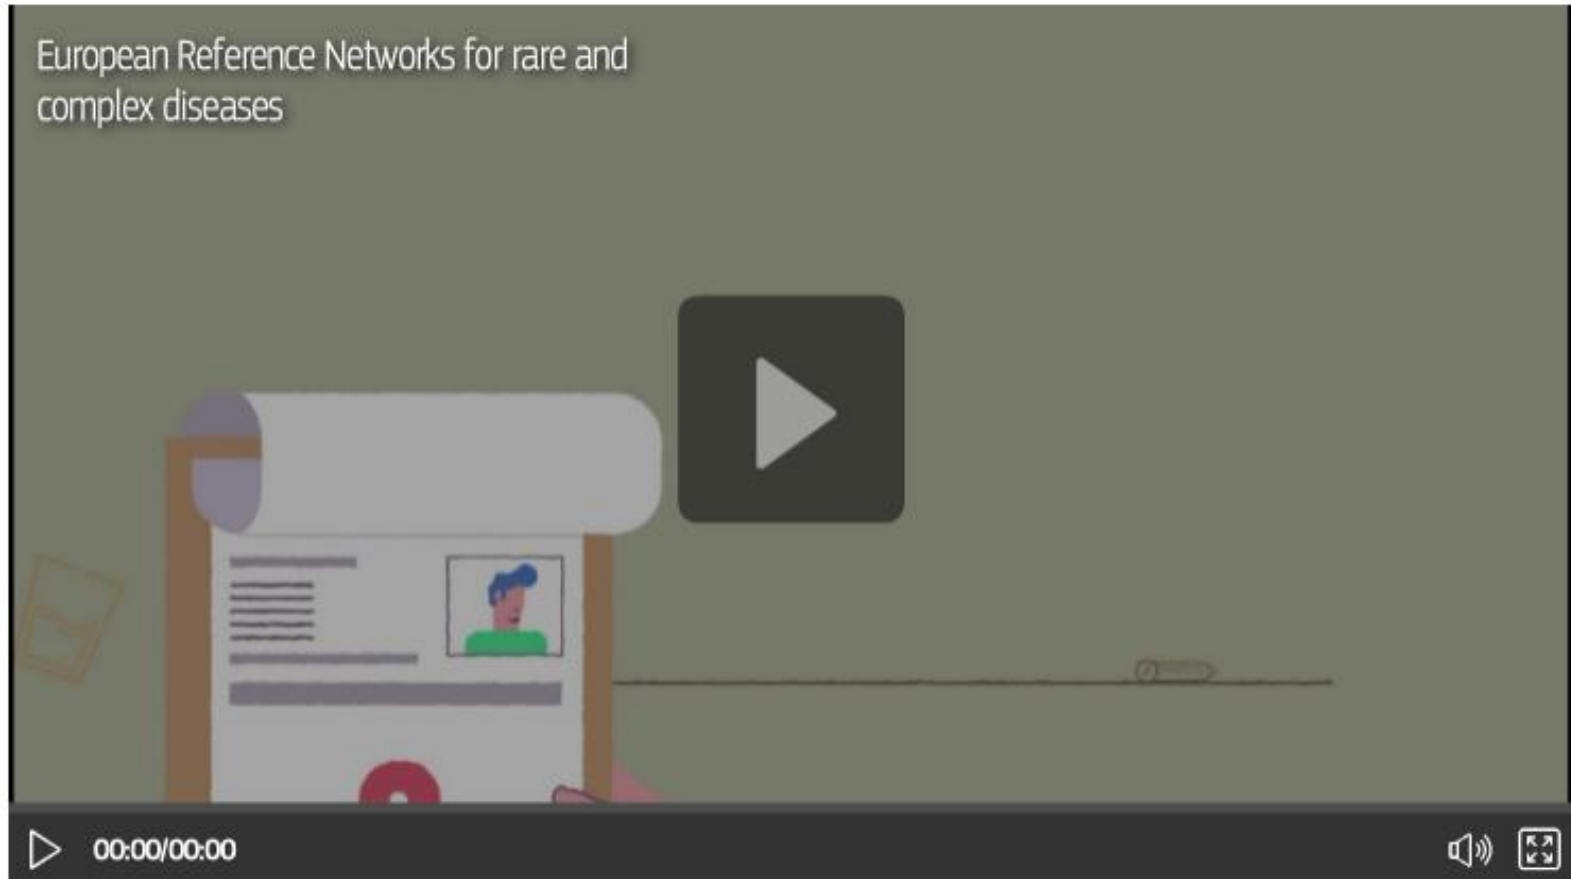 European Reference Networks for rare and
complex diseases
00:00/00:00